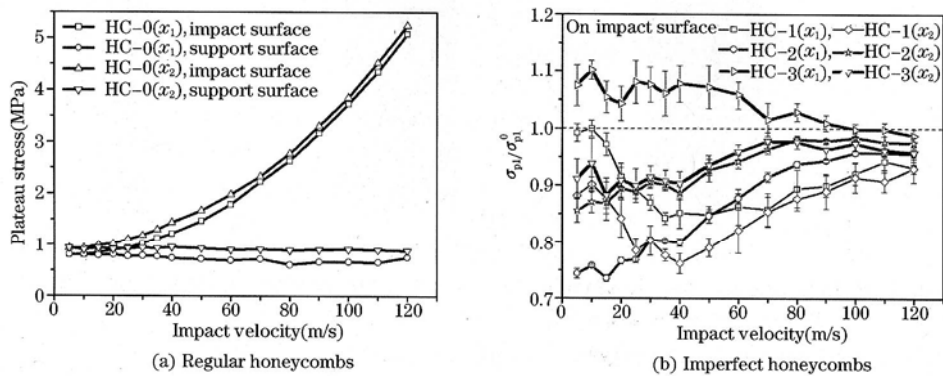 5
4
3
2
1
0
Plateau stress(MPa)
HC-0(x₁), impact surface
HC-0(x₁), support surface
HC-0(x₂), impact surface
HC-0(x₂), support surface
0 20 40 60 80 100 120
Impact velocity(m/s)
(a) Regular honeycombs
1.2
1.1
1.0
0.9
0.8
0.7
σpl/σ⁰pl
On impact surface
HC-1(x₁), HC-1(x₂)
HC-2(x₁), HC-2(x₂)
HC-3(x₁), HC-3(x₂)
0 20 40 60 80 100 120
Impact velocity(m/s)
(b) Imperfect honeycombs